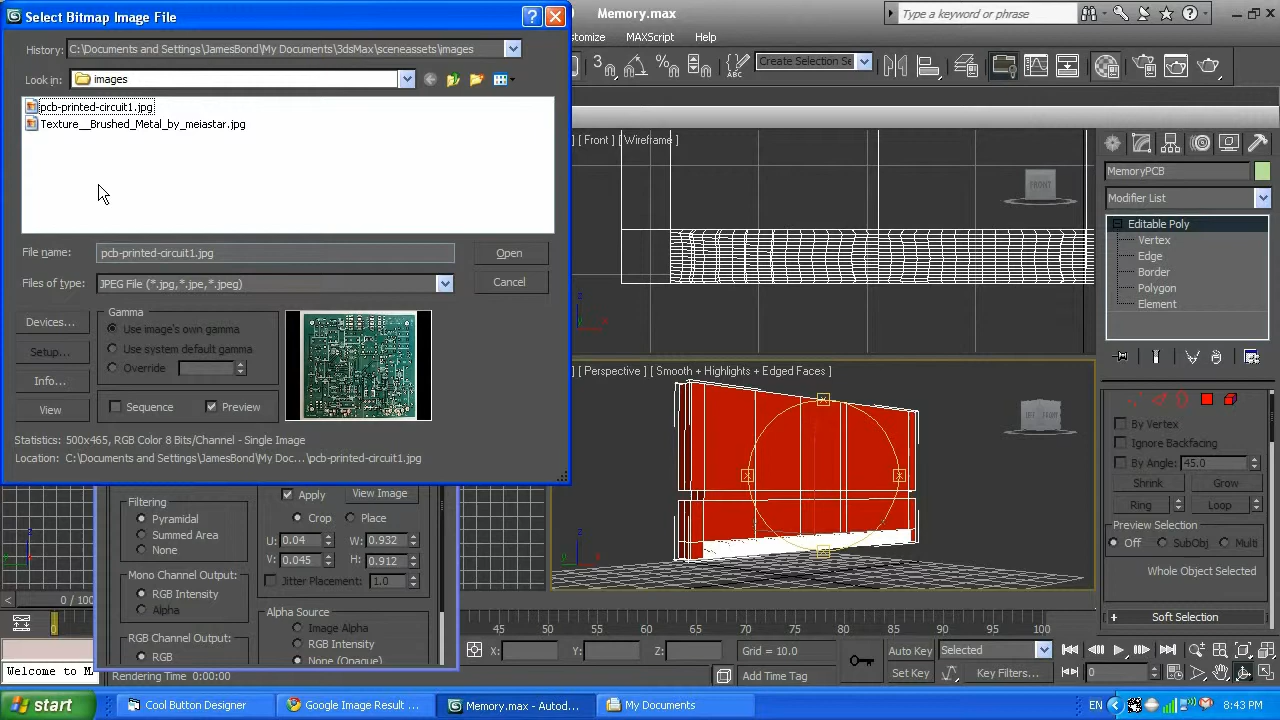 Select Bitmap Image File
History: C:\Documents and Settings\JamesBond\My Documents\3dsMax\sceneassets\images
Look in: images
pcb-printed-circuit1.jpg
Texture__Brushed_Metal_by_meiastar.jpg
File name: pcb-printed-circuit1.jpg
Open
Files of type: JPEG File (*.jpg,*.jpe,*.jpeg)
Cancel
Devices...
Setup...
Info...
View
Gamma
Use image's own gamma
Use system default gamma
Override
Sequence
Preview
Statistics: 500x465, RGB Color 8 Bits/Channel - Single Image
Location: C:\Documents and Settings\JamesBond\My Doc...\pcb-printed-circuit1.jpg
Memory.max
Type a keyword or phrase
MAXScript
Help
Create Selection Se
[ Front ] [ Wireframe ]
FRONT
[ Perspective ] [ Smooth + Highlights + Edged Faces ]
MemoryPCB
Modifier List
Editable Poly
Vertex
Edge
Border
Polygon
Element
By Vertex
Ignore Backfacing
By Angle: 45.0
Shrink
Grow
Ring
Loop
Preview Selection
Off
SubObj
Multi
Whole Object Selected
Soft Selection
Filtering
Pyramidal
Summed Area
None
Mono Channel Output:
RGB Intensity
Alpha
RGB Channel Output:
RGB
Apply
View Image
Crop
Place
U: 0.04
W: 0.932
V: 0.045
H: 0.912
Jitter Placement: 1.0
Alpha Source
Image Alpha
RGB Intensity
None (Opaque)
0 / 100
0
45 50 55 60 65 70 75 80 85 90 95 100
X:
Y:
Z:
Grid = 10.0
Add Time Tag
Auto Key
Selected
Set Key
Key Filters...
0
Welcome to M
Rendering Time 0:00:00
start
Cool Button Designer
Google Image Result ...
Memory.max - Autod...
My Documents
EN
8:43 PM